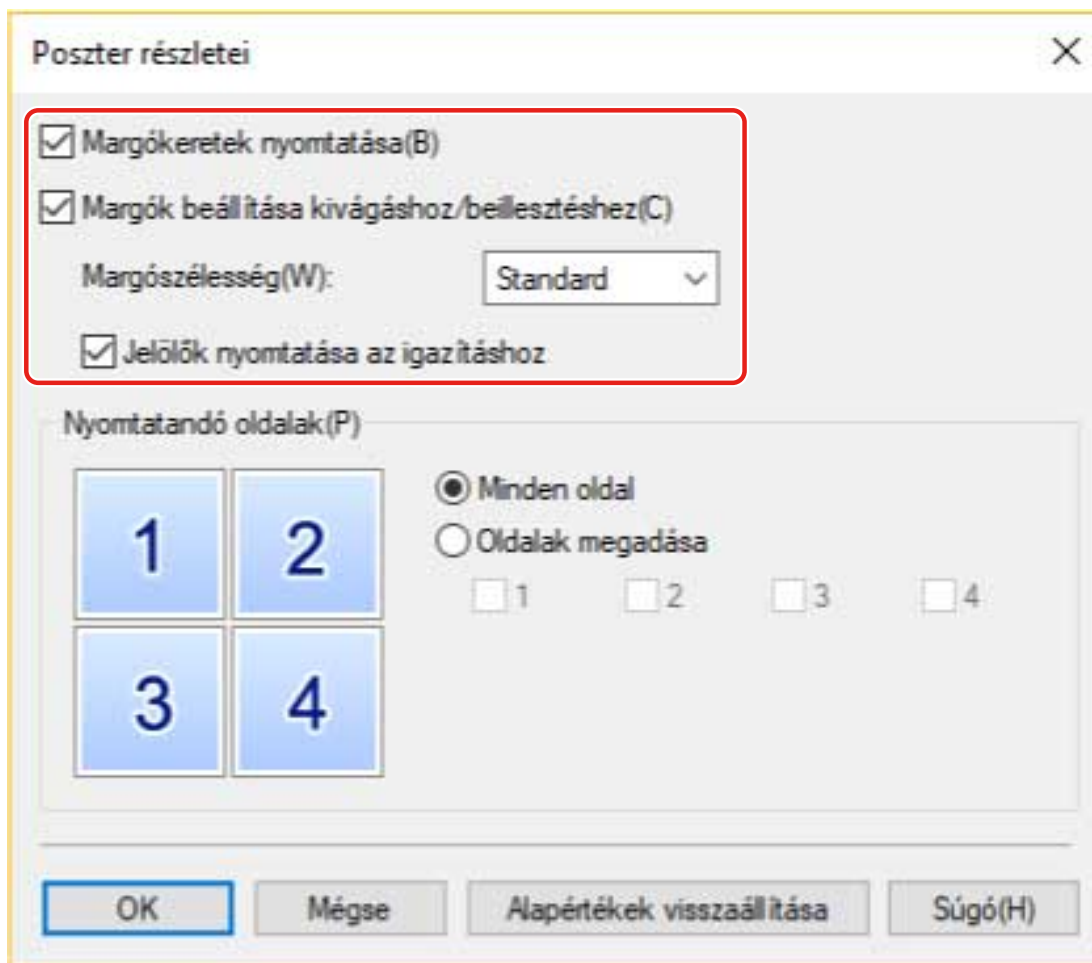 Poszter részletei
Margókeretek nyomtatása(B)
Margók beállítása kivágáshoz/beillesztéshez(C)
Margószélesség(W): Standard
Jelölők nyomtatása az igazításhoz
Nyomtatandó oldalak(P)
1 2
3 4
Minden oldal
Oldalak megadása
1 2 3 4
OK Mégse Alapértékek visszaállítása Súgó(H)